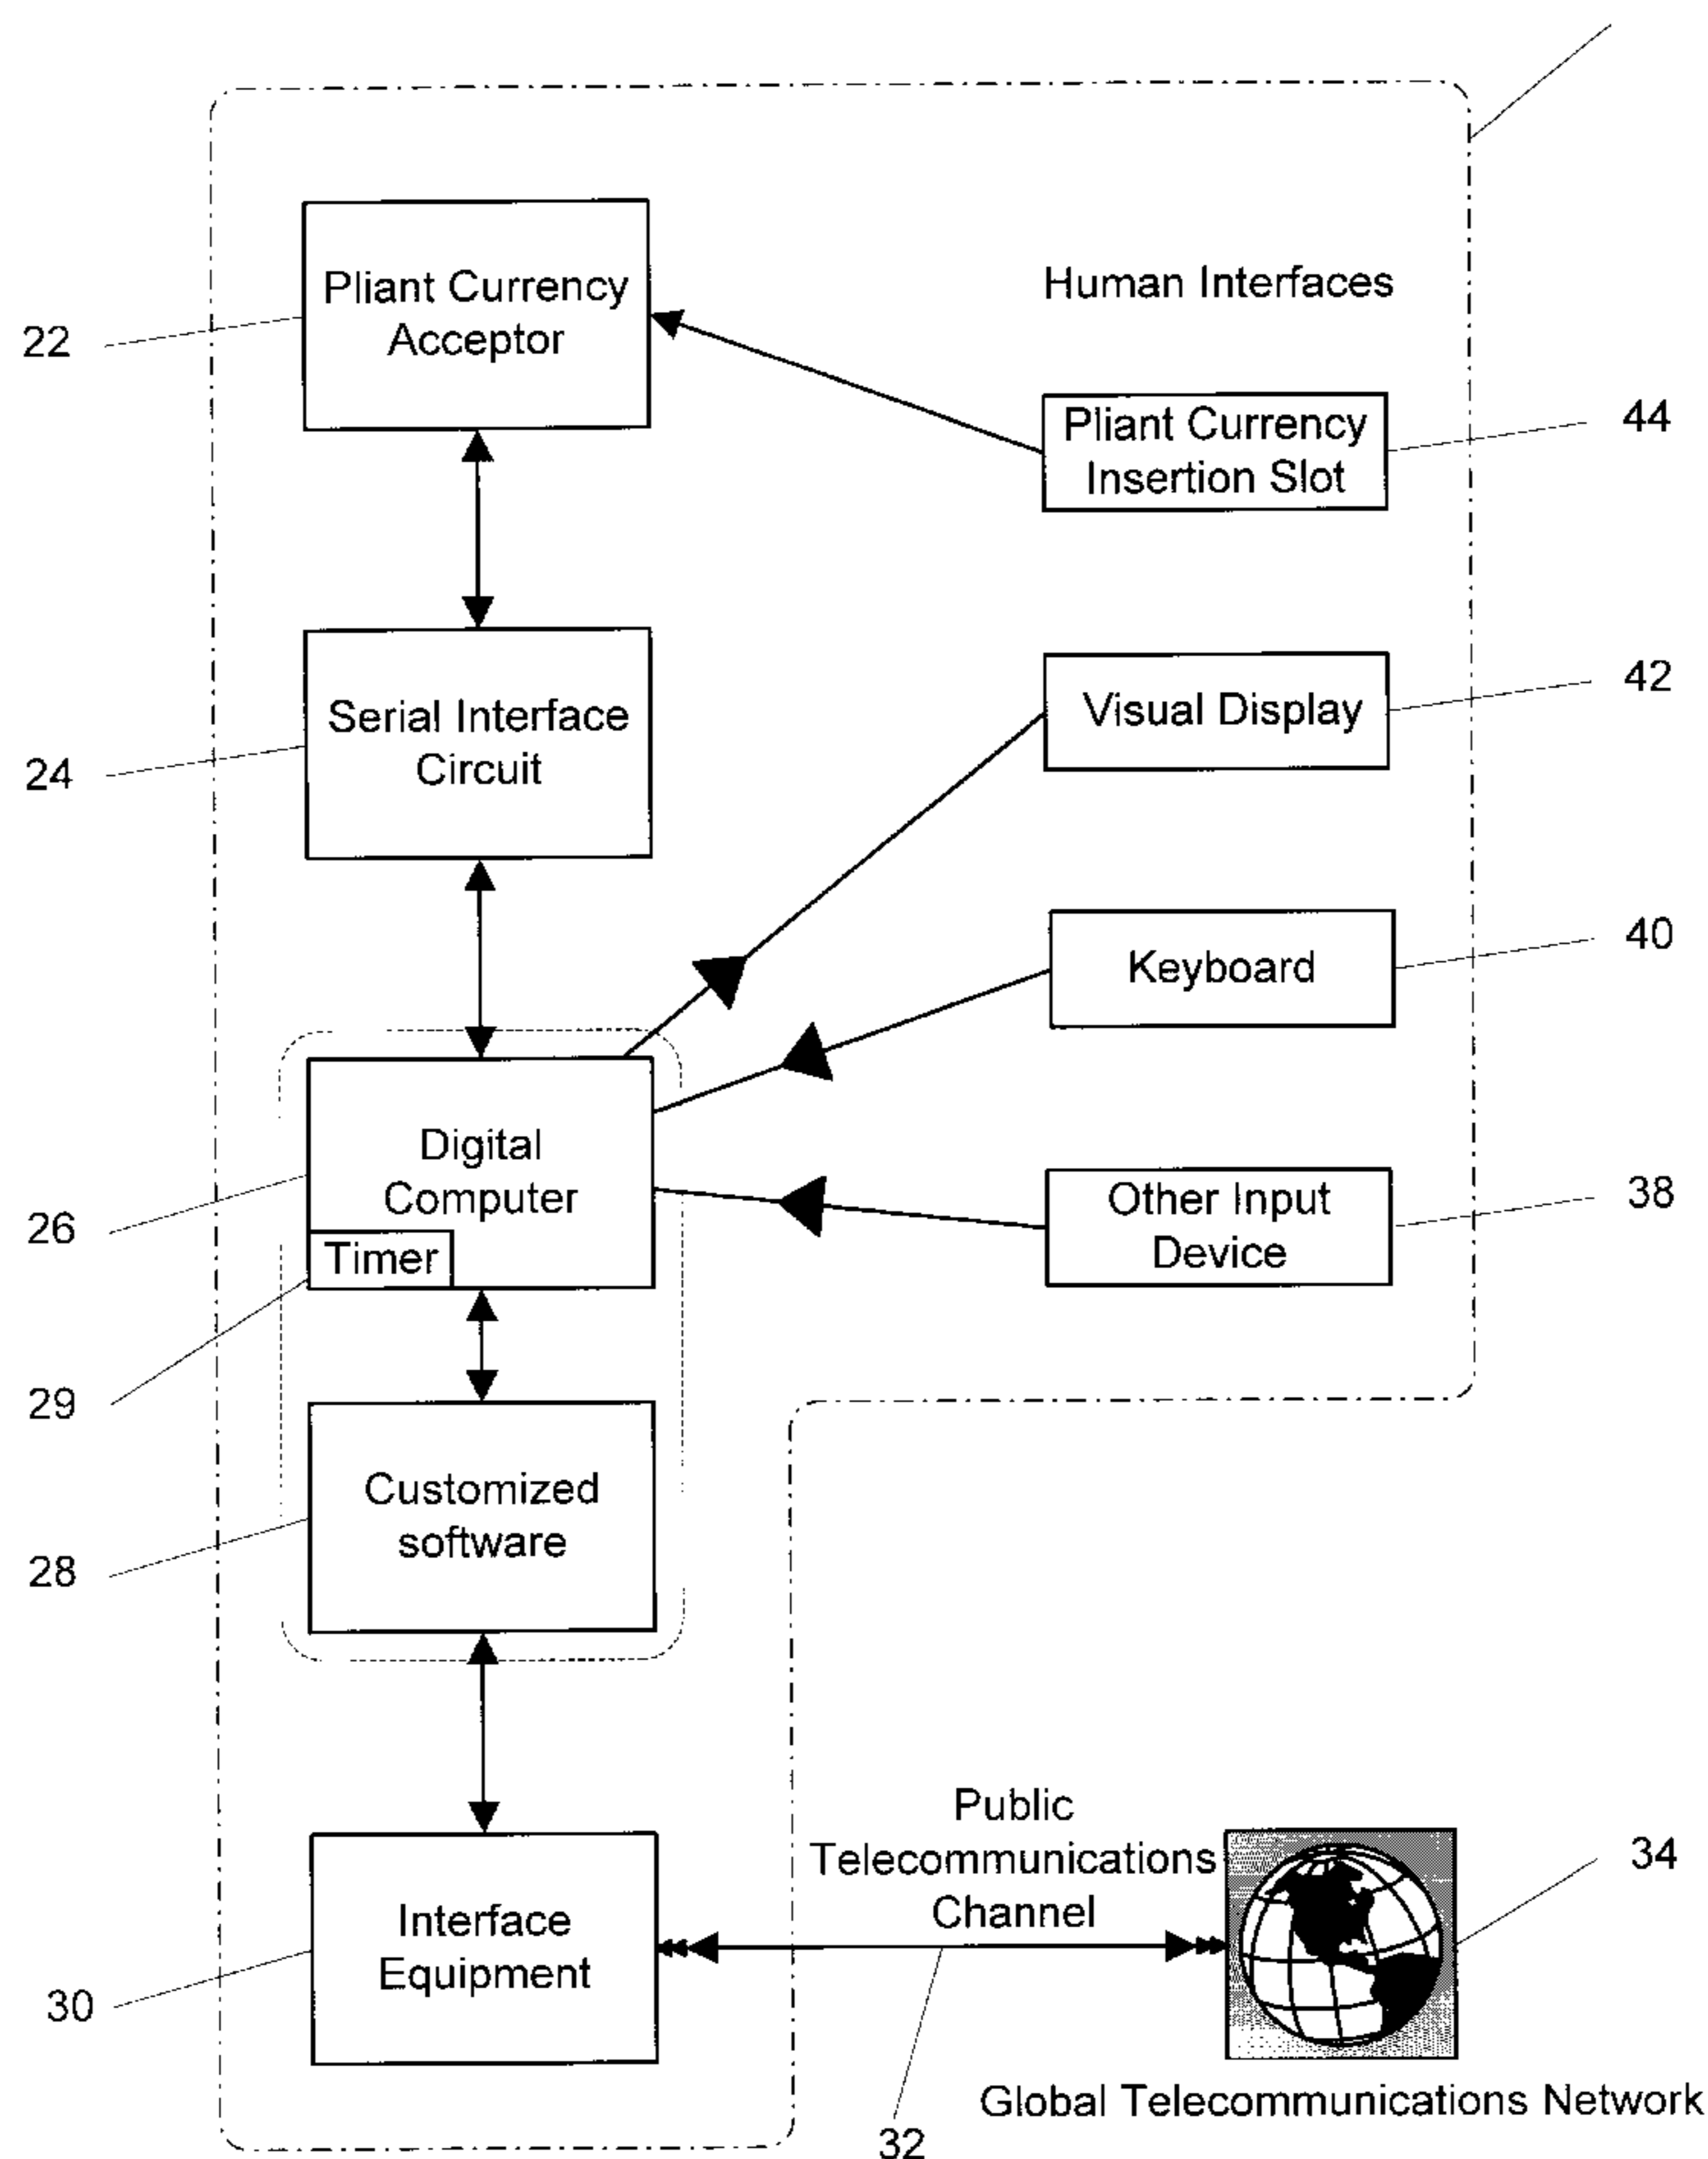 Pliant Currency
Acceptor
22
Human Interfaces
Pliant Currency
Insertion Slot
44
Serial Interface
Circuit
24
Visual Display
42
Keyboard
40
Digital
Computer
Timer
26
29
Other Input
Device
38
Customized
software
28
Interface
Equipment
30
Public
Telecommunications
Channel
32
34
Global Telecommunications Network